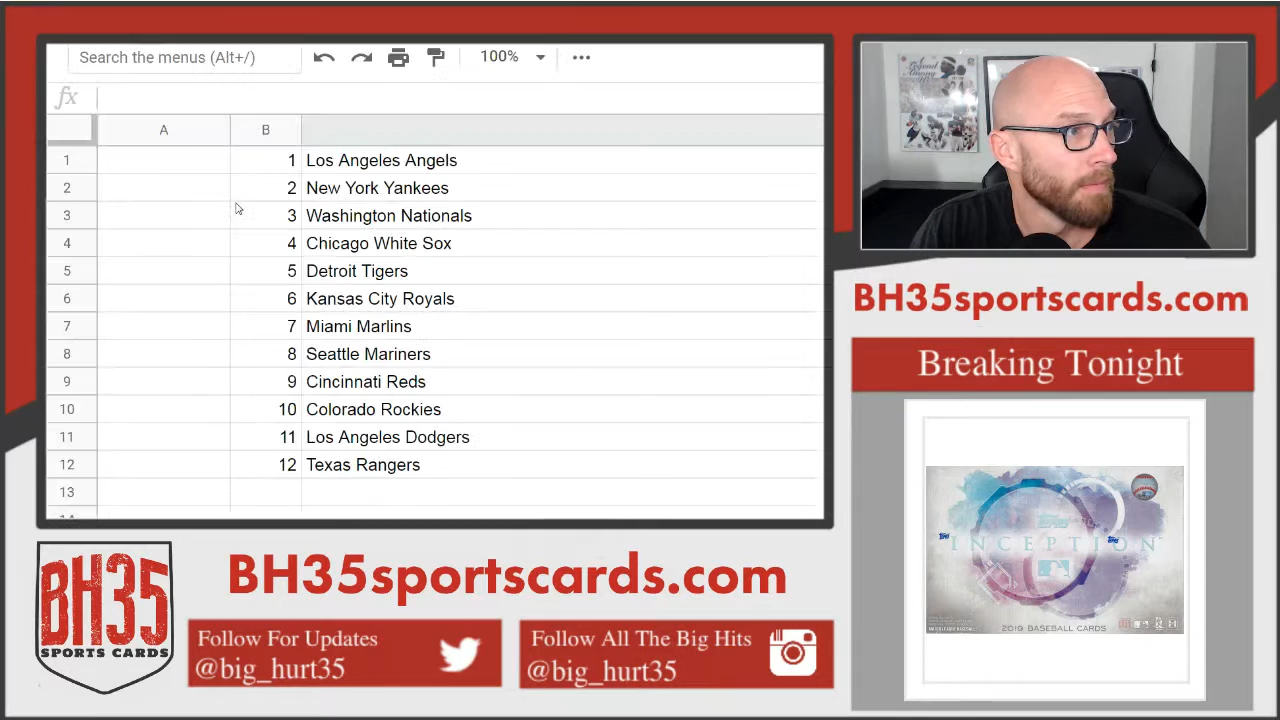 Search the menus (Alt+/)
100%
fx
A B
1 1 Los Angeles Angels
2 2 New York Yankees
3 3 Washington Nationals
4 4 Chicago White Sox
5 5 Detroit Tigers
6 6 Kansas City Royals
7 7 Miami Marlins
8 8 Seattle Mariners
9 9 Cincinnati Reds
10 10 Colorado Rockies
11 11 Los Angeles Dodgers
12 12 Texas Rangers
13
A Legend
Among
BH35sportscards.com
Breaking Tonight
INCEPTION
2019 BASEBALL CARDS
BH35
SPORTS CARDS
BH35sportscards.com
Follow For Updates
@big_hurt35
Follow All The Big Hits
@big_hurt35